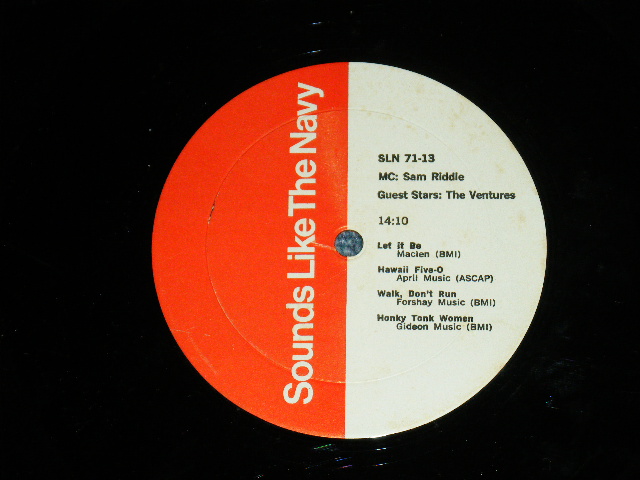 Sounds Like The Navy
SLN 71-13
MC: Sam Riddle
Guest Stars: The Ventures
14:10
Let it Be
Maclen (BMI)
Hawaii Five-O
April Music (ASCAP)
Walk, Don't Run
Forshay Music (BMI)
Honky Tonk Women
Gideon Music (BMI)